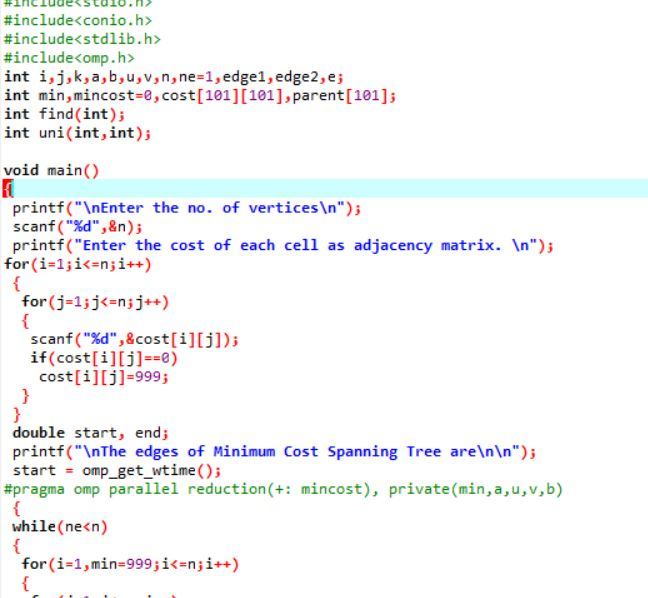 #include<stdio.h>
#include<conio.h>
#include<stdlib.h>
#include<omp.h>
int i,j,k,a,b,u,v,n,ne=1,edge1,edge2,e;
int min,mincost=0,cost[101][101],parent[101];
int find(int);
int uni(int,int);
void main()
{
printf("\nEnter the no. of vertices\n");
scanf("%d",&n);
printf("Enter the cost of each cell as adjacency matrix. \n");
for(i=1;i<=n;i++)
{
for(j=1;j<=n;j++)
{
scanf("%d",&cost[i][j]);
if(cost[i][j]==0)
cost[i][j]=999;
}
}
double start, end;
printf("\nThe edges of Minimum Cost Spanning Tree are\n\n");
start = omp_get_wtime();
#pragma omp parallel reduction(+: mincost), private(min,a,u,v,b)
{
while(ne<n)
{
for(i=1,min=999;i<=n;i++)
{